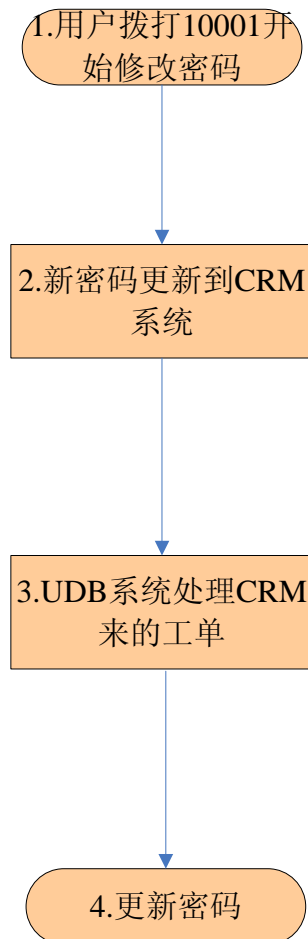 1.用户拨打10001开
始修改密码
2.新密码更新到CRM
系统
3.UDB系统处理CRM
来的工单
4.更新密码